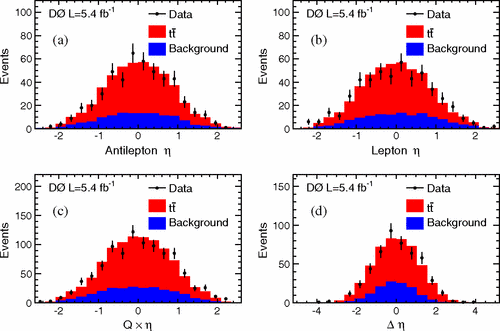 DØ L=5.4 fb⁻¹
(a)
Data
tt̄
Background
Events
100
80
60
40
20
0
-2 -1 0 1 2
Antilepton η
DØ L=5.4 fb⁻¹
(b)
Data
tt̄
Background
Events
100
80
60
40
20
0
-2 -1 0 1 2
Lepton η
DØ L=5.4 fb⁻¹
(c)
Data
tt̄
Background
Events
200
150
100
50
0
-2 -1 0 1 2
Q × η
DØ L=5.4 fb⁻¹
(d)
Data
tt̄
Background
Events
150
100
50
0
-4 -2 0 2 4
Δ η